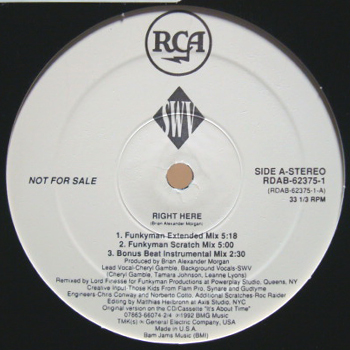 RCA
SWV
NOT FOR SALE
SIDE A-STEREO
RDAB-62375-1
(RDAB-62375-1-A)
33 1/3 RPM
RIGHT HERE
(Brian Alexander Morgan)
1. Funkyman Extended Mix 5:18
2. Funkyman Scratch Mix 5:00
3. Bonus Beat Instrumental Mix 2:30
Produced by Brian Alexander Morgan
Lead Vocal-Cheryl Gamble, Background Vocals-SWV
(Cheryl Gamble, Tamara Johnson, Leanne Lyons)
Remixed by Lord Finesse for Funkyman Productions at Powerplay Studio, Queens, NY
Creative Input Those Kids From Flam Pro, Synare and Gudlyme
Engineers-Chris Conway and Norberto Cotto, Additional Scratches Roc Raider
Editing by Matthias Heilbronn at Axis Studio, NYC
Original version on the CD/Cassette "It's About Time"
07863-66074 2/4 ℗1992 BMG Music
TMK(s) ® General Electric Company, USA
Made in U.S.A.
Bam Jams Music (BMI)